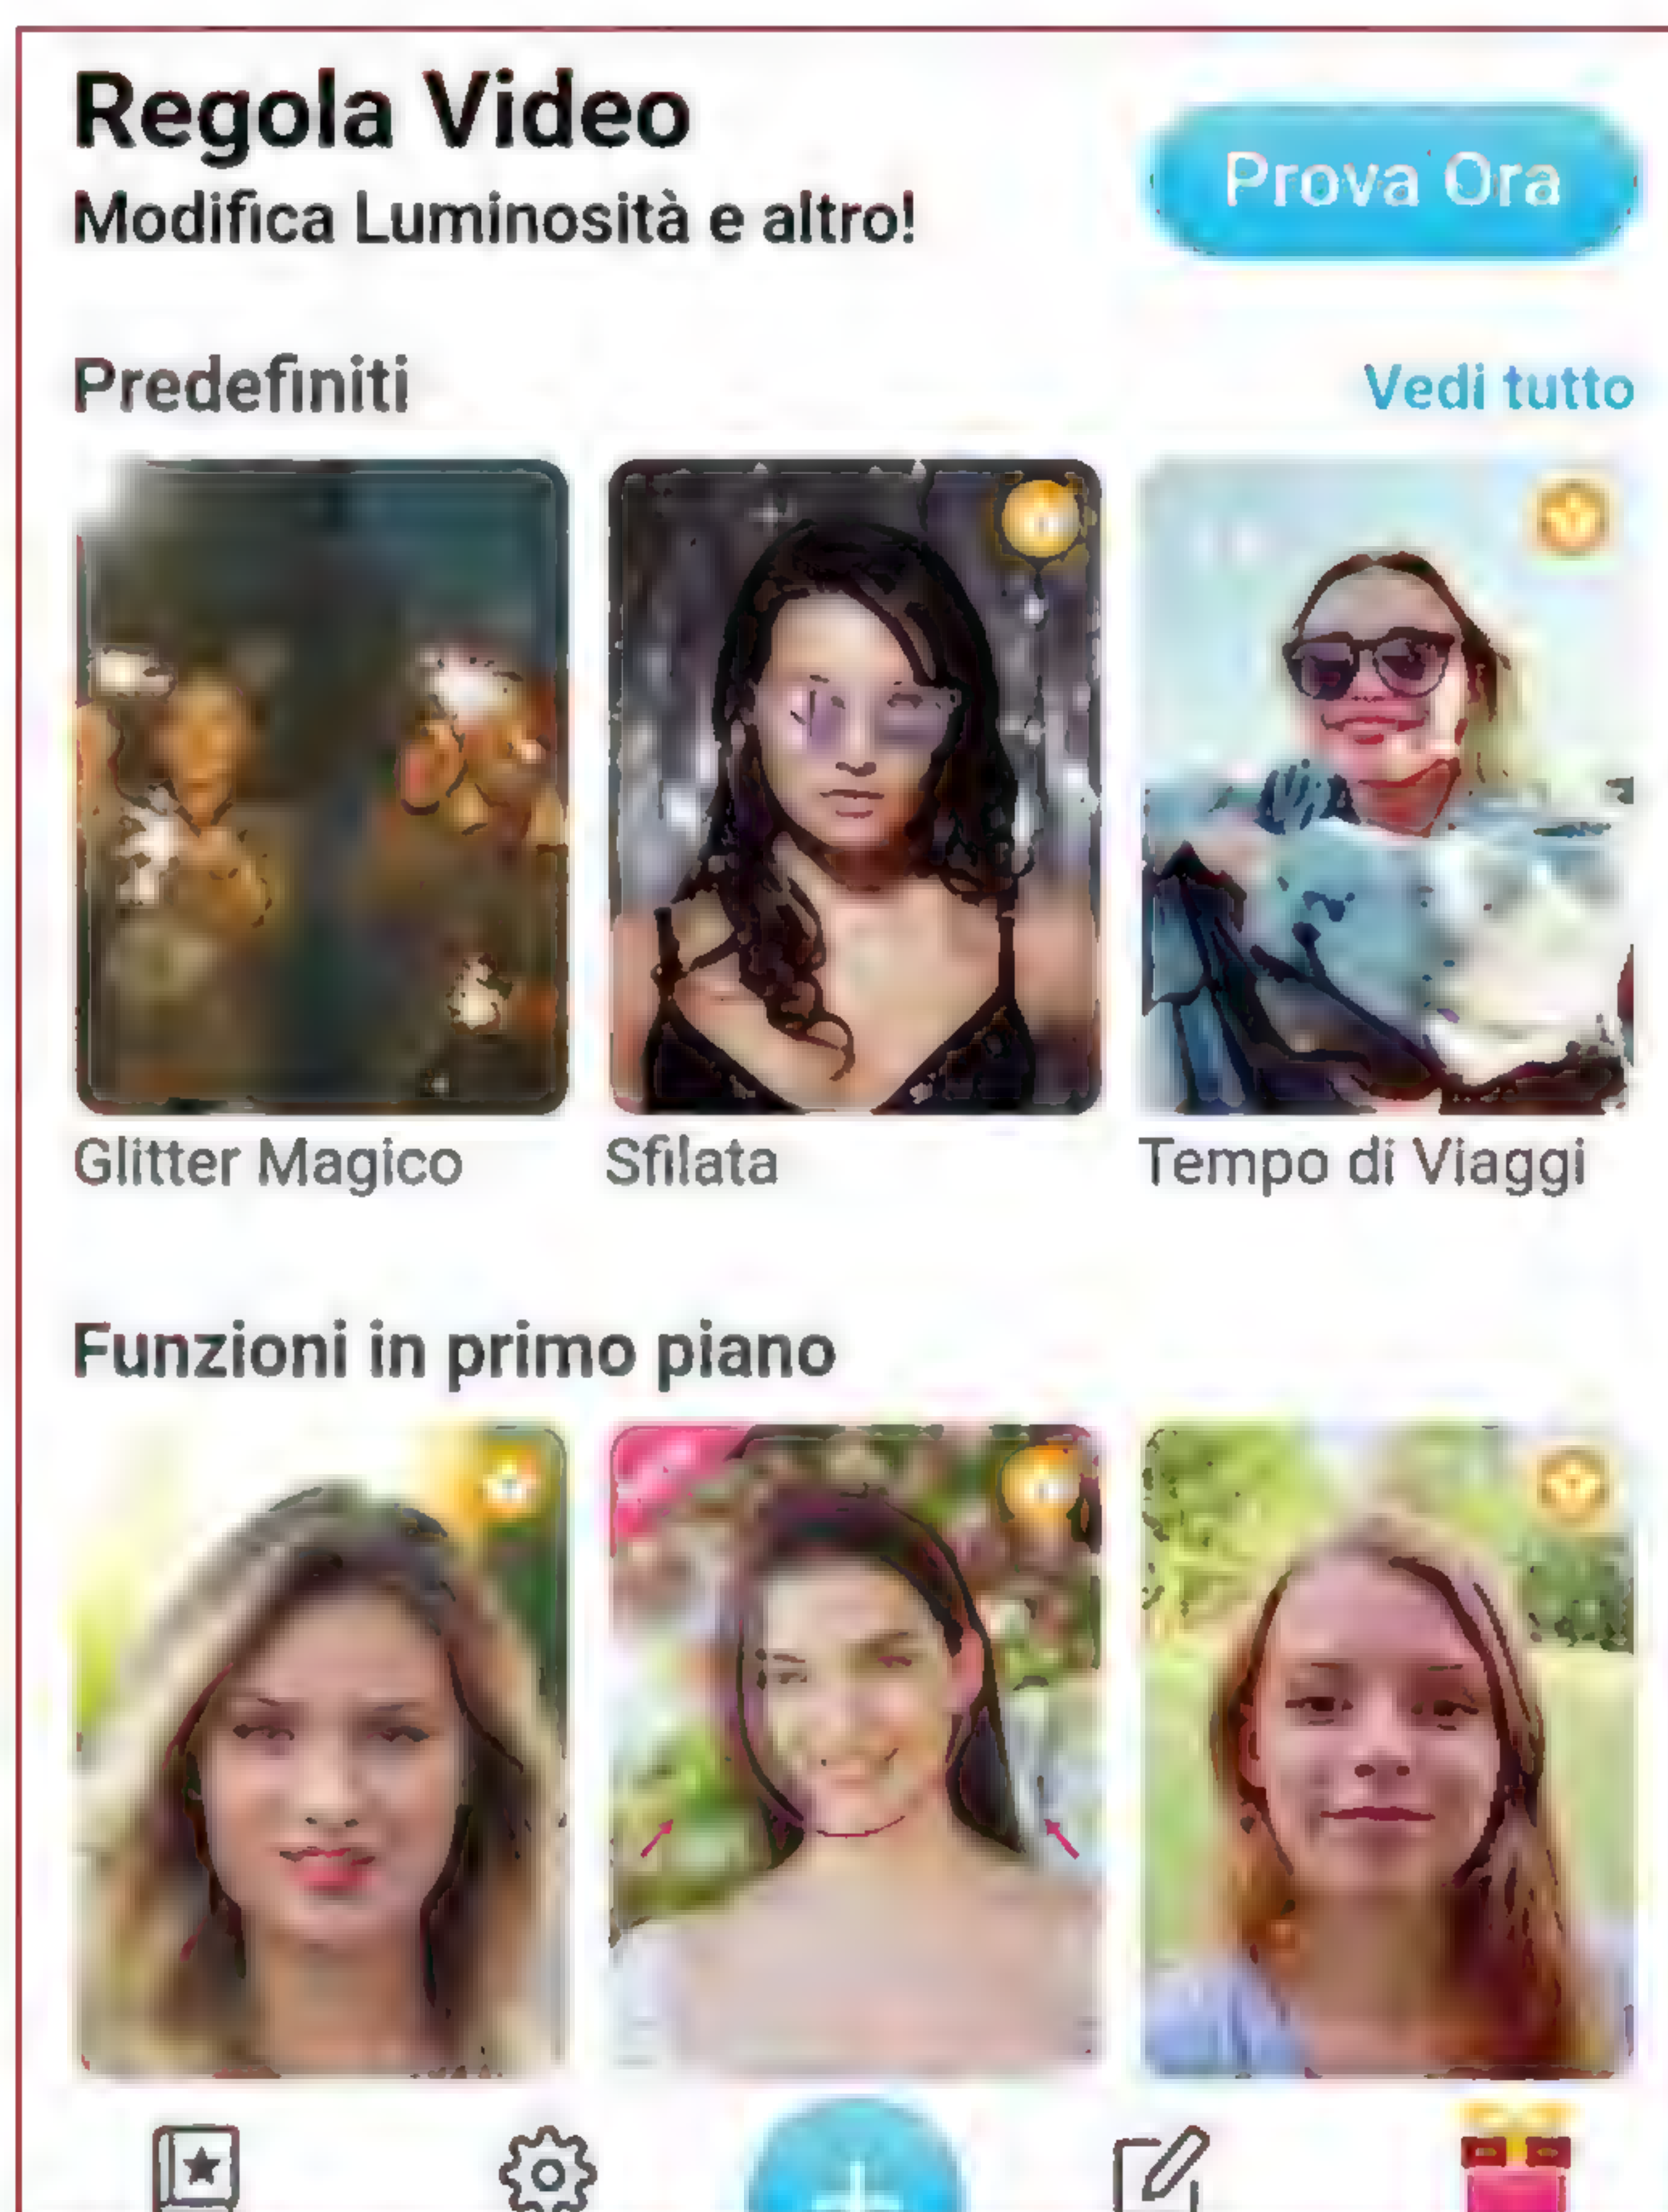 Regola Video
Modifica Luminosità e altro!
Prova Ora
Predefiniti
Vedi tutto
Glitter Magico
Sfilata
Tempo di Viaggi
Funzioni in primo piano